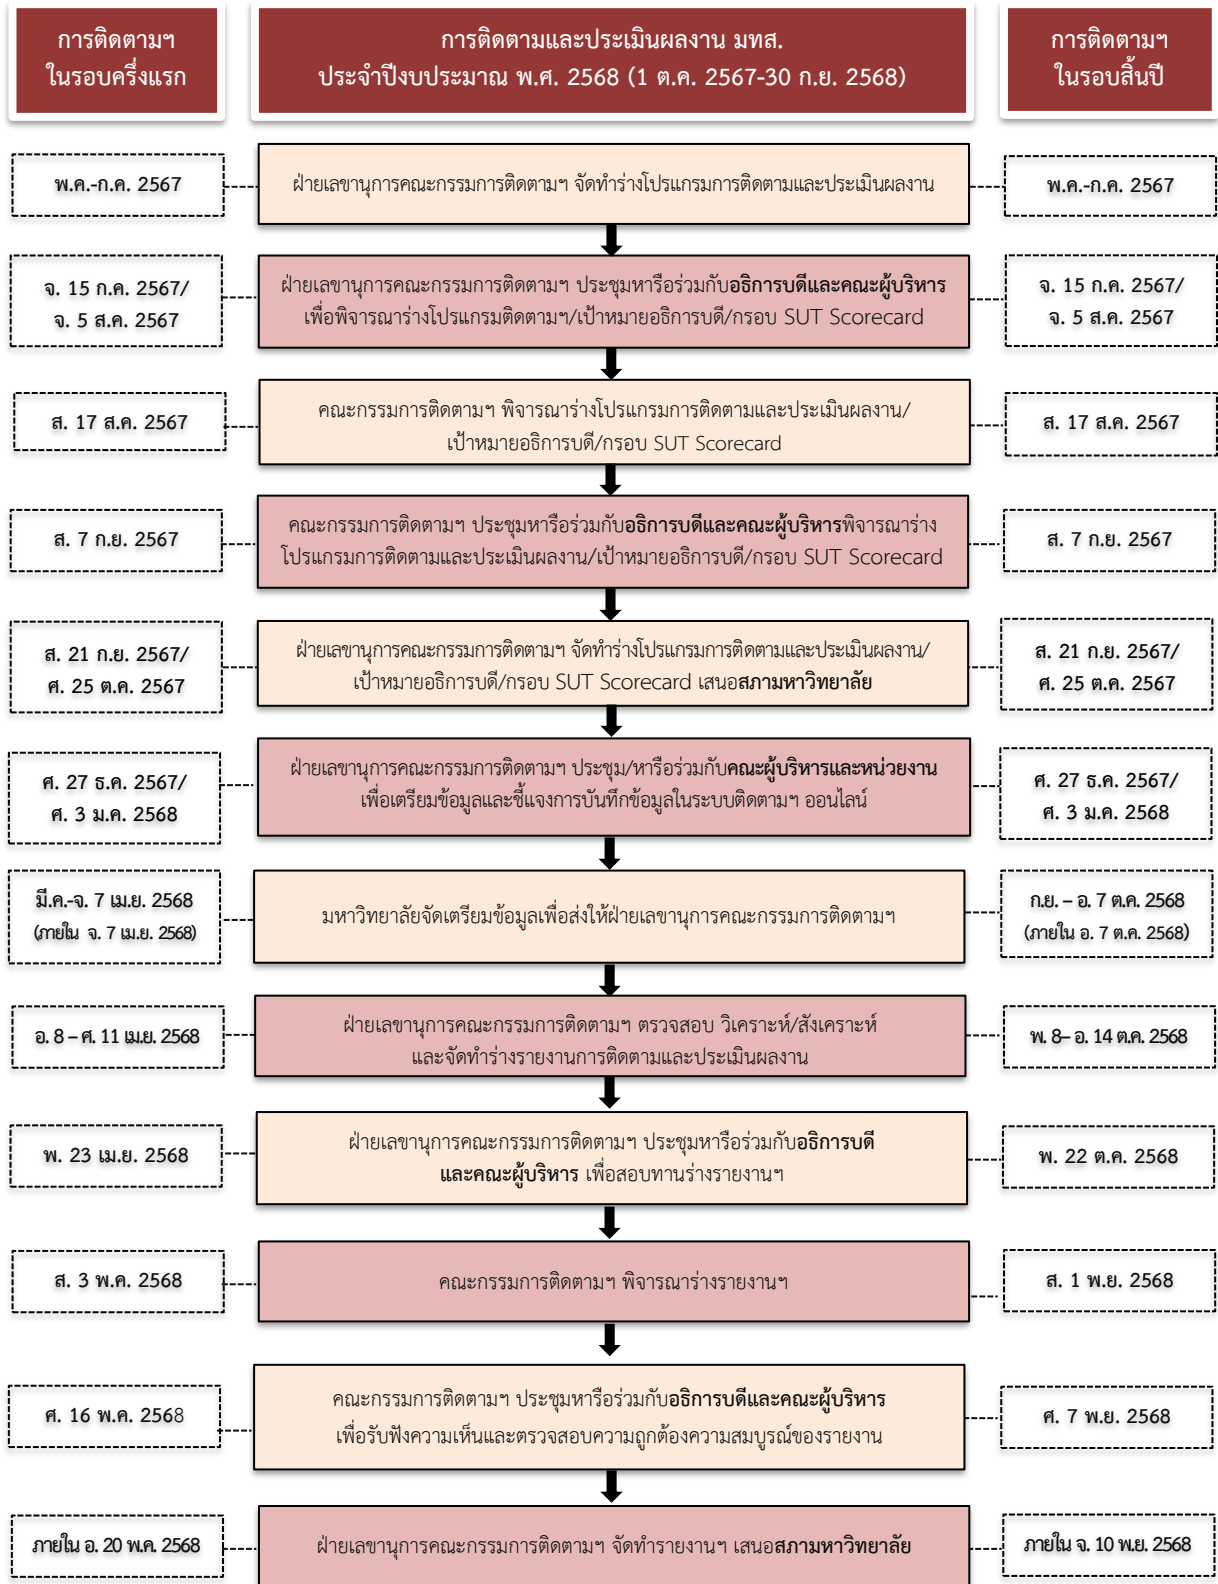 การติดตามฯ
ในรอบครึ่งแรก
การติดตามและประเมินผลงาน มทส.
ประจำปีงบประมาณ พ.ศ. 2568 (1 ต.ค. 2567-30 ก.ย. 2568)
การติดตามฯ
ในรอบสิ้นปี
พ.ค.-ก.ค. 2567
ฝ่ายเลขานุการคณะกรรมการติดตามฯ จัดทำร่างโปรแกรมการติดตามและประเมินผลงาน
พ.ค.-ก.ค. 2567
จ. 15 ก.ค. 2567/
จ. 5 ส.ค. 2567
ฝ่ายเลขานุการคณะกรรมการติดตามฯ ประชุมหารือร่วมกับอธิการบดีและคณะผู้บริหาร
เพื่อพิจารณาร่างโปรแกรมติดตามฯ/เป้าหมายอธิการบดี/กรอบ SUT Scorecard
จ. 15 ก.ค. 2567/
จ. 5 ส.ค. 2567
ส. 17 ส.ค. 2567
คณะกรรมการติดตามฯ พิจารณาร่างโปรแกรมการติดตามและประเมินผลงาน/
เป้าหมายอธิการบดี/กรอบ SUT Scorecard
ส. 17 ส.ค. 2567
ส. 7 ก.ย. 2567
คณะกรรมการติดตามฯ ประชุมหารือร่วมกับอธิการบดีและคณะผู้บริหารพิจารณาร่าง
โปรแกรมการติดตามและประเมินผลงาน/เป้าหมายอธิการบดี/กรอบ SUT Scorecard
ส. 7 ก.ย. 2567
ส. 21 ก.ย. 2567/
ศ. 25 ต.ค. 2567
ฝ่ายเลขานุการคณะกรรมการติดตามฯ จัดทำร่างโปรแกรมการติดตามและประเมินผลงาน/
เป้าหมายอธิการบดี/กรอบ SUT Scorecard เสนอสภามหาวิทยาลัย
ส. 21 ก.ย. 2567/
ศ. 25 ต.ค. 2567
ศ. 27 ธ.ค. 2567/
ศ. 3 ม.ค. 2568
ฝ่ายเลขานุการคณะกรรมการติดตามฯ ประชุม/หารือร่วมกับคณะผู้บริหารและหน่วยงาน
เพื่อเตรียมข้อมูลและชี้แจงการบันทึกข้อมูลในระบบติดตามฯ ออนไลน์
ศ. 27 ธ.ค. 2567/
ศ. 3 ม.ค. 2568
มี.ค.-จ. 7 เม.ย. 2568
(ภายใน จ. 7 เม.ย. 2568)
มหาวิทยาลัยจัดเตรียมข้อมูลเพื่อส่งให้ฝ่ายเลขานุการคณะกรรมการติดตามฯ
ก.ย. – อ. 7 ต.ค. 2568
(ภายใน อ. 7 ต.ค. 2568)
อ. 8 – ศ. 11 เม.ย. 2568
ฝ่ายเลขานุการคณะกรรมการติดตามฯ ตรวจสอบ วิเคราะห์/สังเคราะห์
และจัดทำร่างรายงานการติดตามและประเมินผลงาน
พ. 8– อ. 14 ต.ค. 2568
พ. 23 เม.ย. 2568
ฝ่ายเลขานุการคณะกรรมการติดตามฯ ประชุมหารือร่วมกับอธิการบดี
และคณะผู้บริหาร เพื่อสอบทานร่างรายงานฯ
พ. 22 ต.ค. 2568
ส. 3 พ.ค. 2568
คณะกรรมการติดตามฯ พิจารณาร่างรายงานฯ
ส. 1 พ.ย. 2568
ศ. 16 พ.ค. 2568
คณะกรรมการติดตามฯ ประชุมหารือร่วมกับอธิการบดีและคณะผู้บริหาร
เพื่อรับฟังความเห็นและตรวจสอบความถูกต้องความสมบูรณ์ของรายงาน
ศ. 7 พ.ย. 2568
ภายใน อ. 20 พ.ค. 2568
ฝ่ายเลขานุการคณะกรรมการติดตามฯ จัดทำรายงานฯ เสนอสภามหาวิทยาลัย
ภายใน จ. 10 พ.ย. 2568